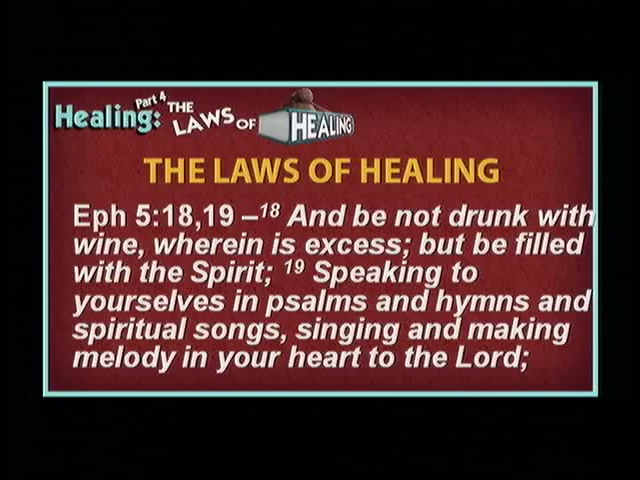 Healing: Part 4 THE LAWS OF HEALING
THE LAWS OF HEALING
Eph 5:18,19 –18 And be not drunk with
wine, wherein is excess; but be filled
with the Spirit; 19 Speaking to
yourselves in psalms and hymns and
spiritual songs, singing and making
melody in your heart to the Lord;